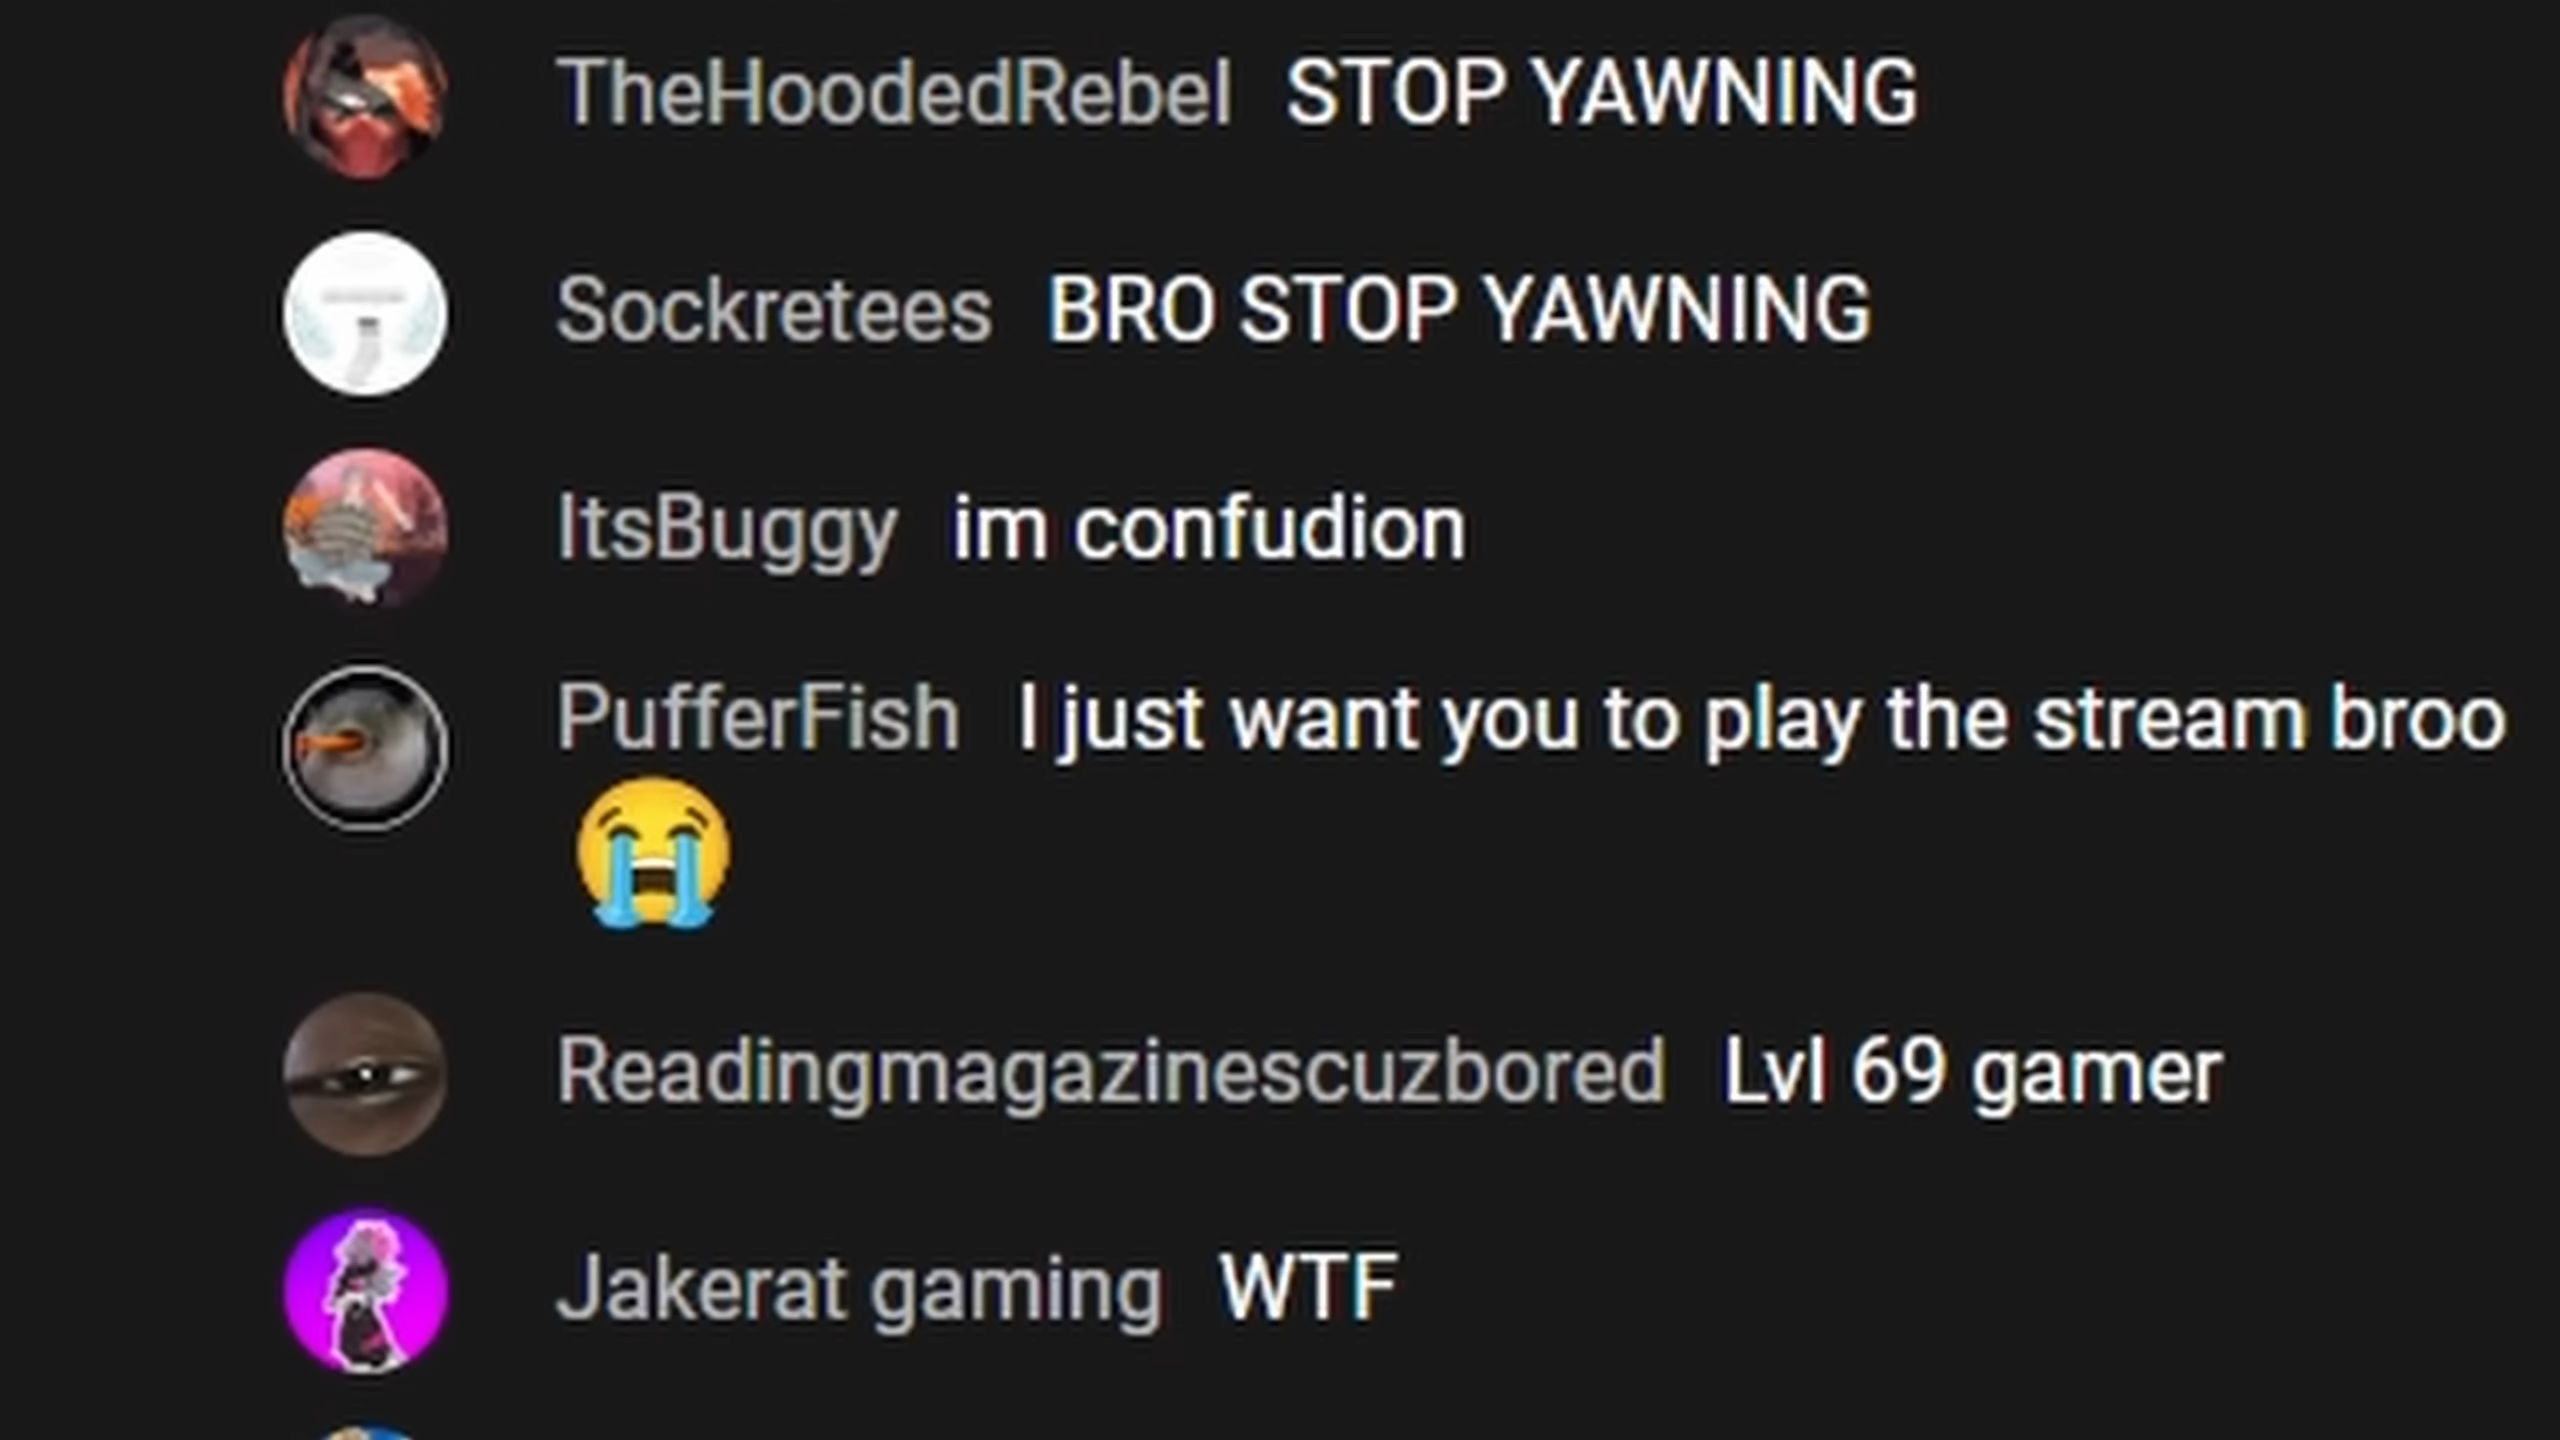 TheHoodedRebel STOP YAWNING
Sockretees BRO STOP YAWNING
ItsBuggy im confudion
PufferFish I just want you to play the stream broo
😭
Readingmagazinescuzbored Lvl 69 gamer
Jakerat gaming WTF